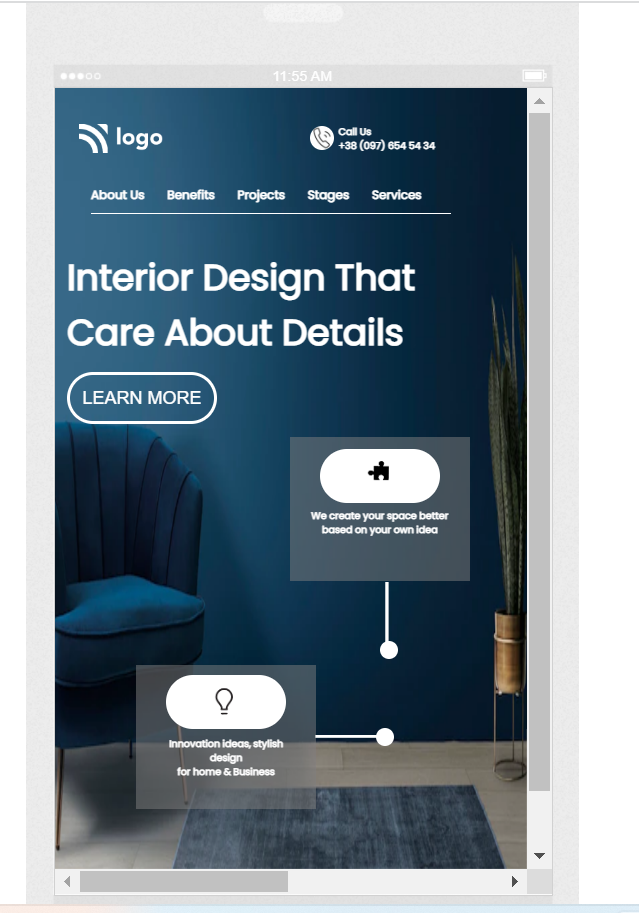 11:55 AM
logo
Call Us
+38 (097) 654 54 34
About Us Benefits Projects Stages Services
Interior Design That
Care About Details
LEARN MORE
We create your space better
based on your own idea
Innovation ideas, stylish
design
for home & Business